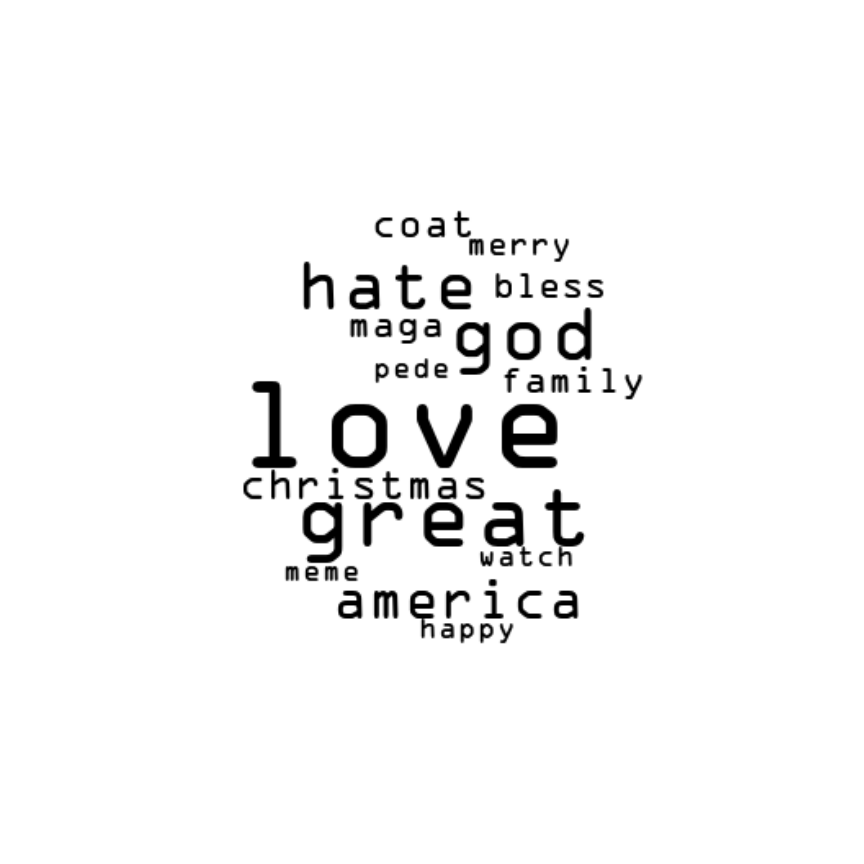 coat
merry
hate
bless
maga
god
pede
family
love
christmas
great
watch
meme
america
happy